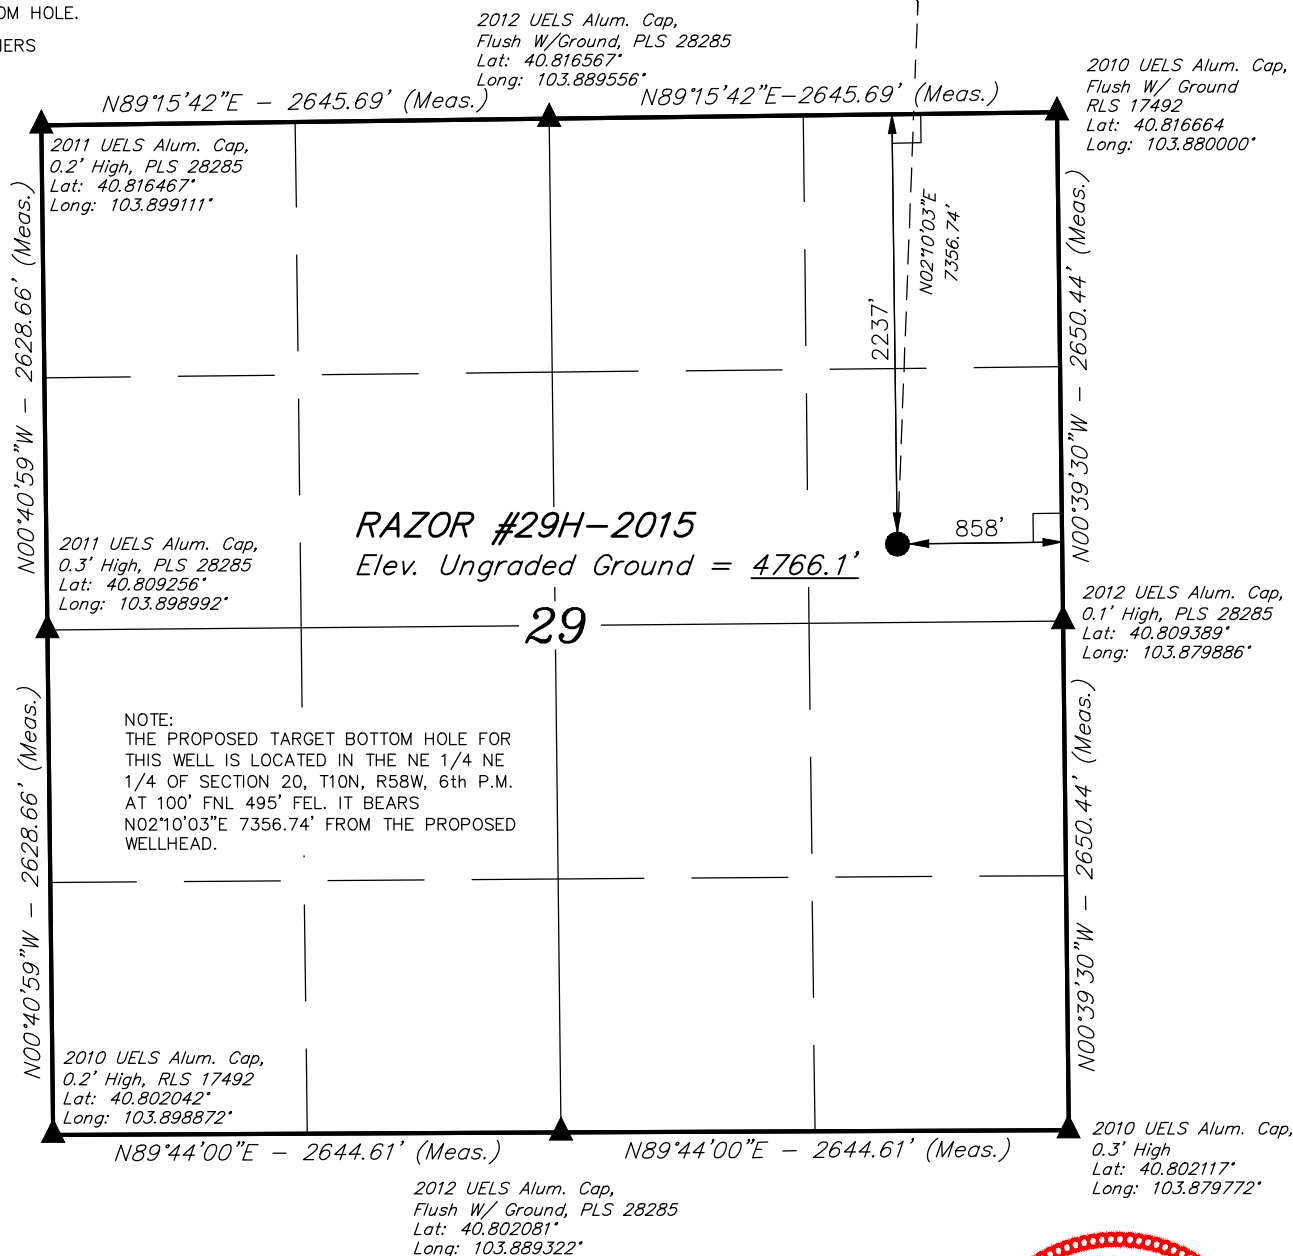 OM HOLE.
2012 UELS Alum. Cap,
Flush W/Ground, PLS 28285
Lat: 40.816567°
Long: 103.889556°
2010 UELS Alum. Cap,
Flush W/ Ground
RLS 17492
Lat: 40.816664
Long: 103.880000°
N89°15'42"E - 2645.69' (Meas.)
N89°15'42"E-2645.69' (Meas.)
2011 UELS Alum. Cap,
0.2' High, PLS 28285
Lat: 40.816467°
Long: 103.899111°
N00°40'59"W - 2628.66' (Meas.)
2237'
N02°10'03"E
7356.74'
N00°39'30"W - 2650.44' (Meas.)
RAZOR #29H-2015
Elev. Ungraded Ground = 4766.1'
858'
2011 UELS Alum. Cap,
0.3' High, PLS 28285
Lat: 40.809256°
Long: 103.898992°
29
2012 UELS Alum. Cap,
0.1' High, PLS 28285
Lat: 40.809389°
Long: 103.879886°
NOTE:
THE PROPOSED TARGET BOTTOM HOLE FOR
THIS WELL IS LOCATED IN THE NE 1/4 NE
1/4 OF SECTION 20, T10N, R58W, 6th P.M.
AT 100' FNL 495' FEL. IT BEARS
N02°10'03"E 7356.74' FROM THE PROPOSED
WELLHEAD.
N00°40'59"W - 2628.66' (Meas.)
N00°39'30"W - 2650.44' (Meas.)
2010 UELS Alum. Cap,
0.2' High, RLS 17492
Lat: 40.802042°
Long: 103.898872°
N89°44'00"E - 2644.61' (Meas.)
N89°44'00"E - 2644.61' (Meas.)
2010 UELS Alum. Cap,
0.3' High
Lat: 40.802117°
Long: 103.879772°
2012 UELS Alum. Cap,
Flush W/ Ground, PLS 28285
Lat: 40.802081°
Long: 103.889322°